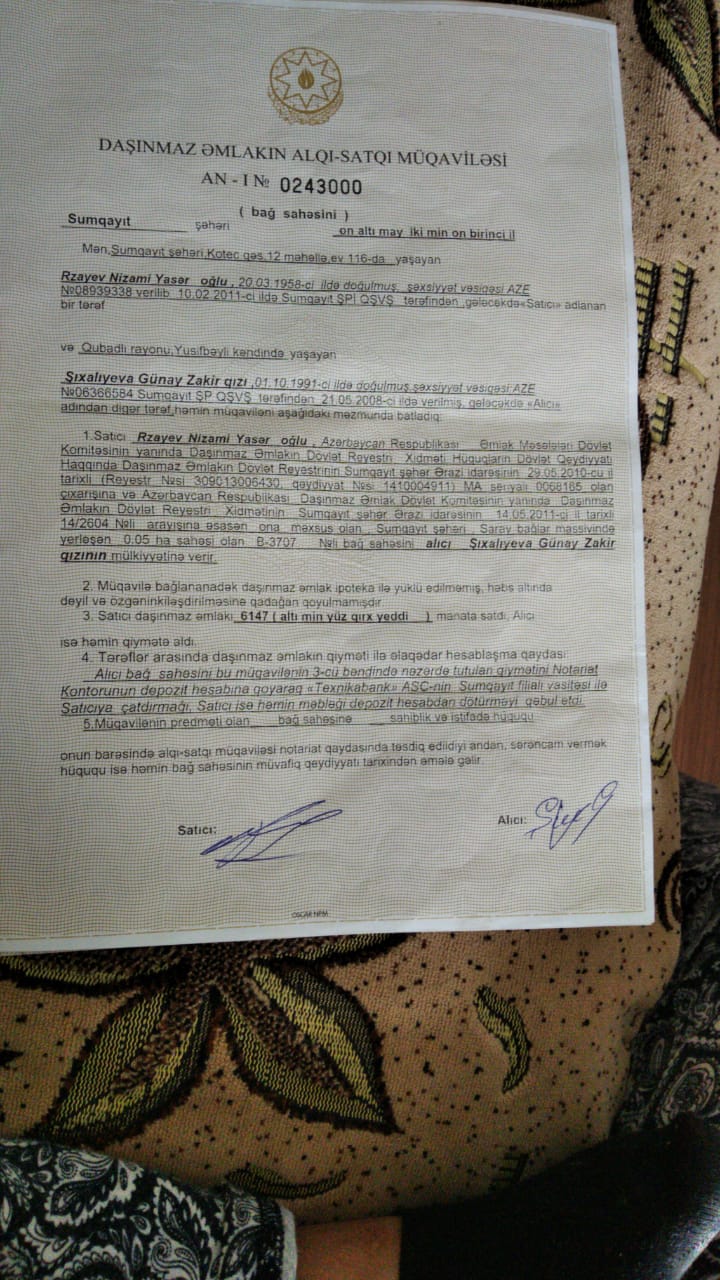 DAŞINMAZ ƏMLAKIN ALQI-SATQI MÜQAVİLƏSİ
AN - I № 0243000
( bağ sahəsini )
Sumqayıt şəhəri on altı may iki min on birinci il
Mən, Sumqayıt şəhəri, Kotec qəs. 12 məhəllə, ev 116-da yaşayan
Rzayev Nizami Yasər oğlu , 20.03.1958-ci ildə doğulmuş, şəxsiyyət vəsiqəsi AZE
№08939338 verilib 10.02.2011-ci ildə Sumqayıt ŞPİ QŞVŞ tərəfindən ,gələcəkdə«Satıcı» adlanan
bir tərəf
və Qubadlı rayonu, Yusifbəyli kəndində yaşayan
Şıxalıyeva Günay Zakir qızı ,01.10.1991-ci ildə doğulmuş,şəxsiyyət vəsiqəsi AZE
№06366584 Sumqayıt ŞP QŞVŞ tərəfindən 21.05.2008-ci ildə verilmiş, gələcəkdə «Alıcı»
adından digər tərəf,həmin müqaviləni aşağıdakı məzmunda batladıq:
1.Satıcı Rzayev Nizami Yasər oğlu , Azərbaycan Respublikası Əmlak Məsələləri Dövlət
Komitəsinin yanında Daşınmaz Əmlakın Dövlət Reyestri Xidməti Hüquqların Dövlət Qeydiyyatı
Haqqında Daşınmaz Əmlakın Dövlət Reyestrinin Sumqayıt şəhər Ərazi idarəsinin 29.05.2010-cu il
tarixli (Reyestr №si 309013006430, qeydiyyat №si 1410004911) MA seriyalı 0068165 olan
çıxarışına və Azərbaycan Respublikası Daşınmaz Əmlak Dövlət Komitəsinin yanında Daşınmaz
Əmlakın Dövlət Reyestri Xidmətinin Sumqayıt şəhər Ərazi idarəsinin 14.05.2011-ci il tarixli
14/2604 №li arayışına əsasən ona məxsus olan , Sumqayıt şəhəri , Saray bağlar massivində
yerləşən 0.05 ha sahəsi olan B-3707 №li bağ sahəsini alıcı Şıxalıyeva Günay Zakir
qızının mülkiyyətinə verir.
2. Müqavilə bağlananadək daşınmaz əmlak ipoteka ilə yüklü edilməmiş, həbs altında
deyil və özgəninkiləşdirilməsinə qadağan qoyulmamışdır
3. Satıcı daşınmaz əmlakı 6147 ( altı min yüz qırx yeddi ) manata satdı, Alıcı
isə həmin qiymətə aldı.
4. Tərəflər arasında daşınmaz əmlakın qiyməti ilə əlaqədar hesablaşma qaydası:
Alıcı bağ sahəsini bu müqavilənin 3-cü bəndində nəzərdə tutulan qiymətini Notariat
Kontorunun depozit hesabına qoyaraq «Texnikabank» ASC-nin Sumqayıt filialı vasitəsi ilə
Satıcıya çatdırmağı, Satıcı isə həmin məbləği depozit hesabdan götürməyi qəbul etdi
5.Müqavilənin predmeti olan bağ sahəsinə sahiblik və istifadə hüququ
onun barəsində alqı-satqı müqaviləsi notariat qaydasında təsdiq edildiyi andan, sərəncam vermək
hüququ isə həmin bağ sahəsinin müvafiq qeydiyyatı tarixindən əmələ gəlir.
Satıcı: Alıcı: